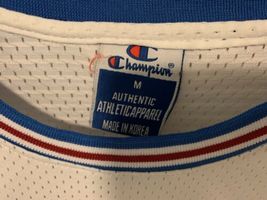 Champion
M
AUTHENTIC
ATHLETIC APPAREL
MADE IN KOREA